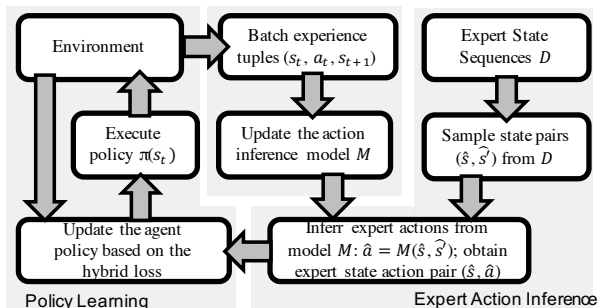 Environment
Batch experience
tuples (s_t, a_t, s_{t+1})
Expert State
Sequences D
Execute
policy π(s_t)
Update the action
inference model M
Sample state pairs
(ŝ, ŝ′) from D
Update the agent
policy based on the
hybrid loss
Inferr expert actions from
model M: â = M(ŝ, ŝ′); obtain
expert state action pair (ŝ, â)
Policy Learning
Expert Action Inference